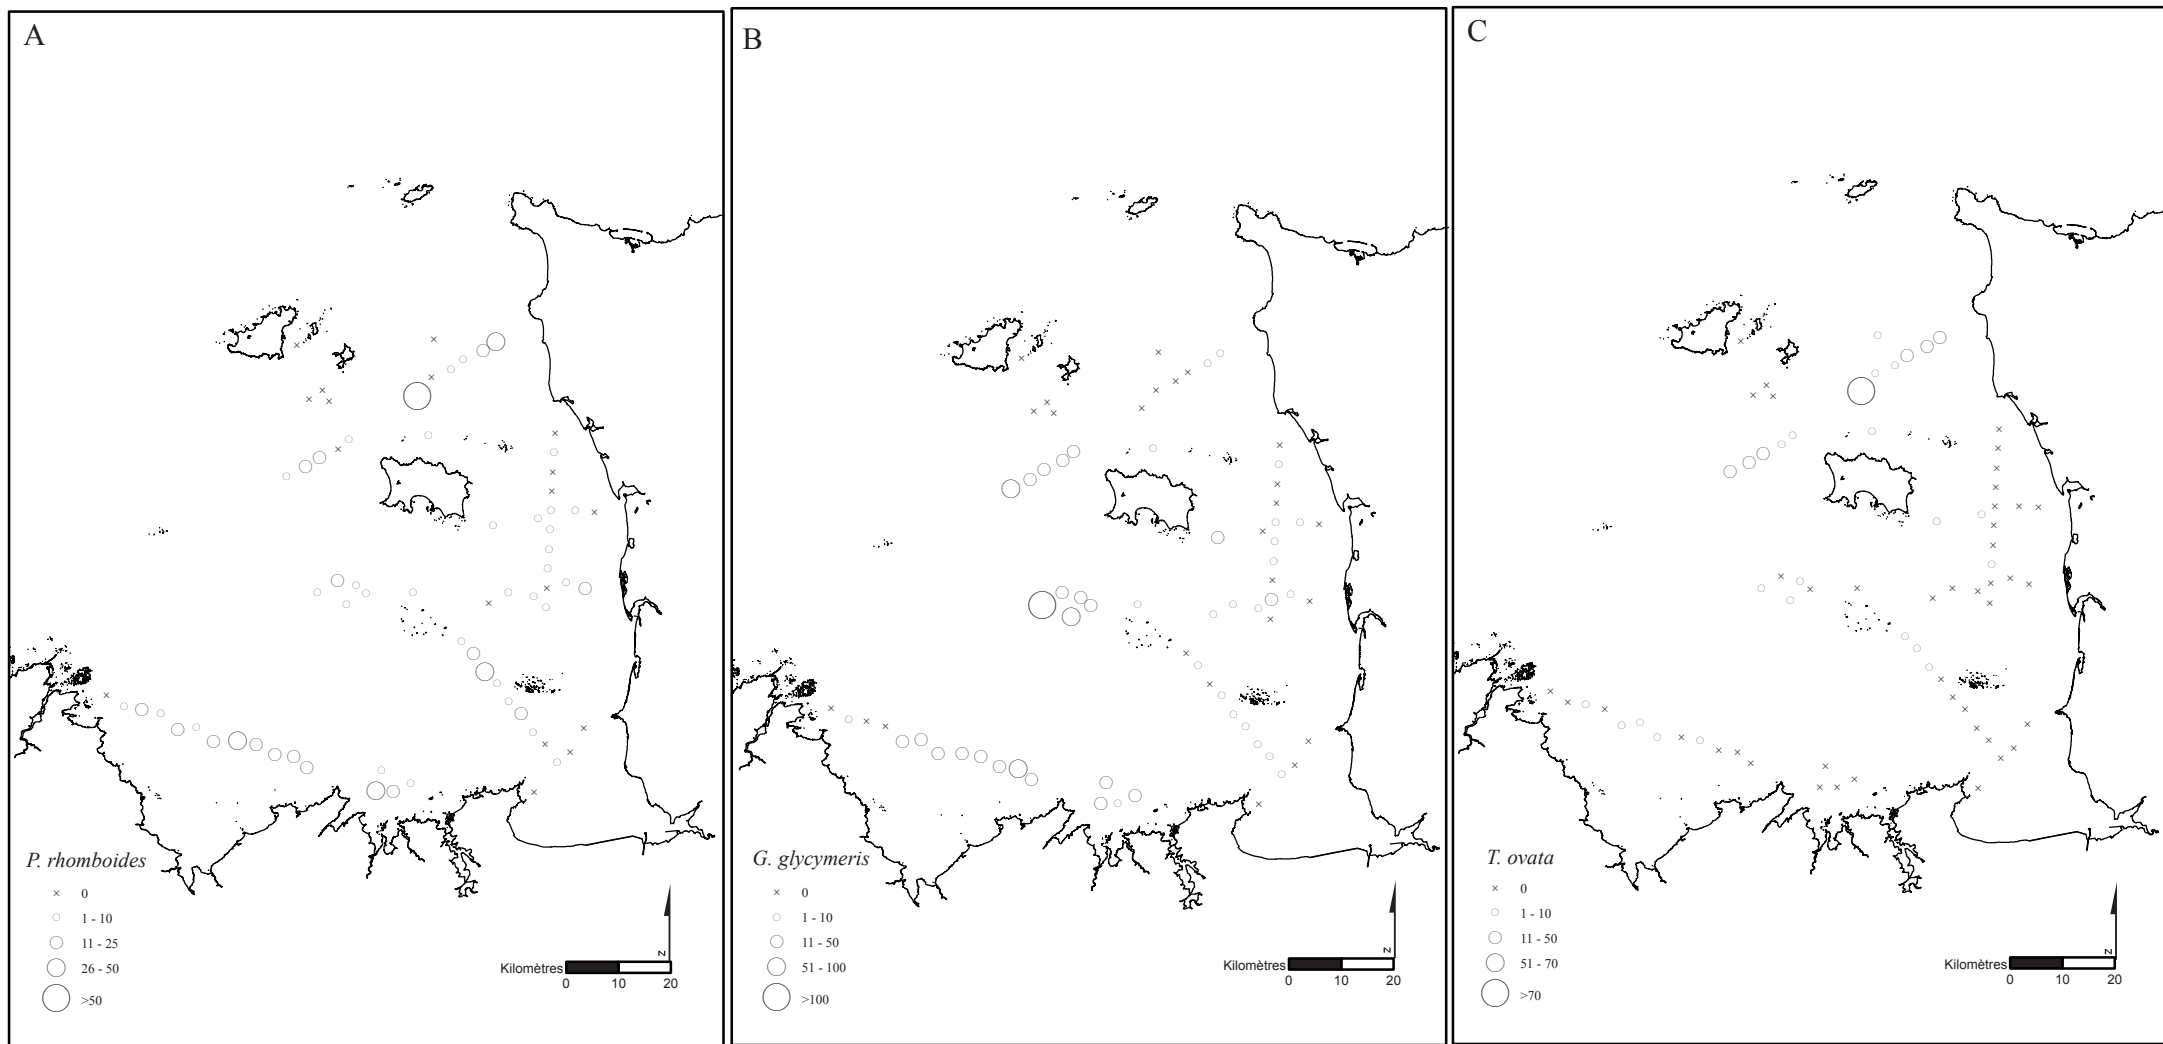 A
P. rhomboides
0
1 - 10
11 - 25
26 - 50
>50
Kilomètres
0 10 20
z
B
G. glycymeris
0
1 - 10
11 - 50
51 - 100
>100
Kilomètres
0 10 20
z
C
T. ovata
0
1 - 10
11 - 50
51 - 70
>70
Kilomètres
0 10 20
z